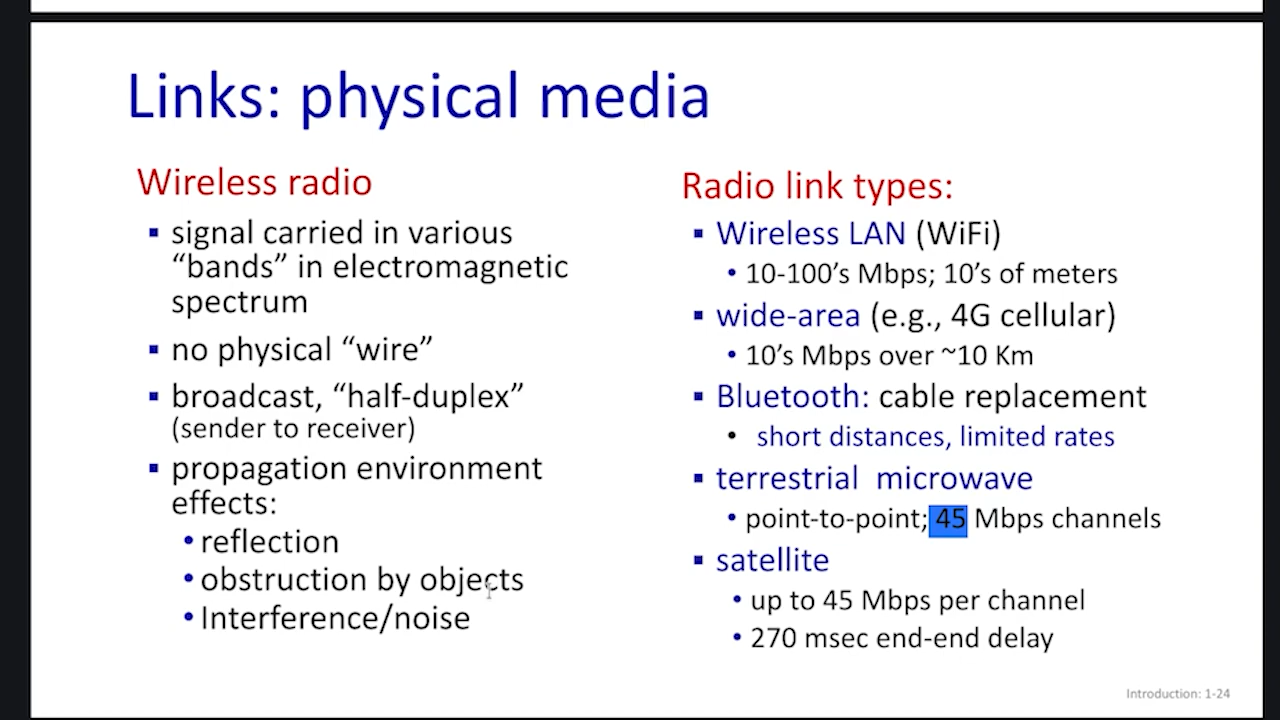 Links: physical media
Wireless radio
▪ signal carried in various
“bands” in electromagnetic
spectrum
▪ no physical “wire”
▪ broadcast, “half-duplex”
(sender to receiver)
▪ propagation environment
effects:
• reflection
• obstruction by objects
• Interference/noise
Radio link types:
▪ Wireless LAN (WiFi)
• 10-100’s Mbps; 10’s of meters
▪ wide-area (e.g., 4G cellular)
• 10’s Mbps over ~10 Km
▪ Bluetooth: cable replacement
• short distances, limited rates
▪ terrestrial microwave
• point-to-point; 45 Mbps channels
▪ satellite
• up to 45 Mbps per channel
• 270 msec end-end delay
Introduction: 1-24